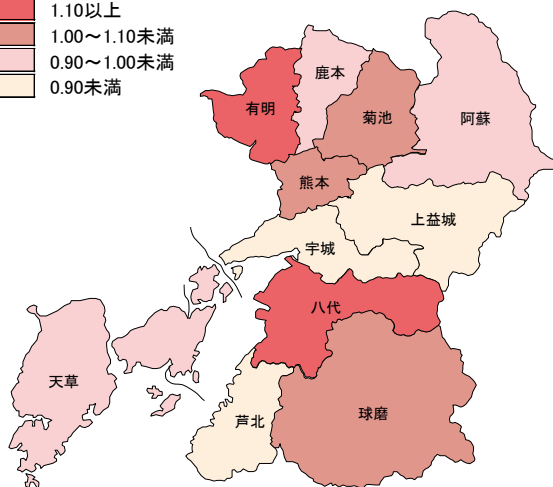 1.10以上
1.00～1.10未満
0.90～1.00未満
0.90未満
鹿本
有明
菊池
阿蘇
熊本
上益城
宇城
八代
天草
芦北
球磨